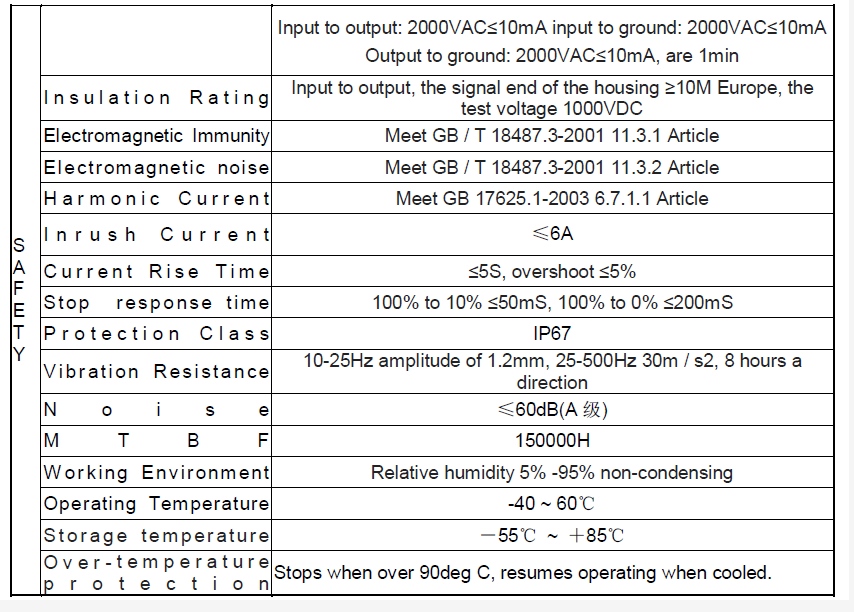 SAFETY
Input to output: 2000VAC≤10mA input to ground: 2000VAC≤10mA
Output to ground: 2000VAC≤10mA, are 1min
Insulation Rating
Input to output, the signal end of the housing ≥10M Europe, the
test voltage 1000VDC
Electromagnetic Immunity
Meet GB / T 18487.3-2001 11.3.1 Article
Electromagnetic noise
Meet GB / T 18487.3-2001 11.3.2 Article
Harmonic Current
Meet GB 17625.1-2003 6.7.1.1 Article
Inrush Current
≤6A
Current Rise Time
≤5S, overshoot ≤5%
Stop response time
100% to 10% ≤50mS, 100% to 0% ≤200mS
Protection Class
IP67
Vibration Resistance
10-25Hz amplitude of 1.2mm, 25-500Hz 30m / s2, 8 hours a
direction
Noise
≤60dB(A 级)
MTBF
150000H
Working Environment
Relative humidity 5% -95% non-condensing
Operating Temperature
-40 ~ 60℃
Storage temperature
-55℃ ~ +85℃
Over-temperature
protection
Stops when over 90deg C, resumes operating when cooled.